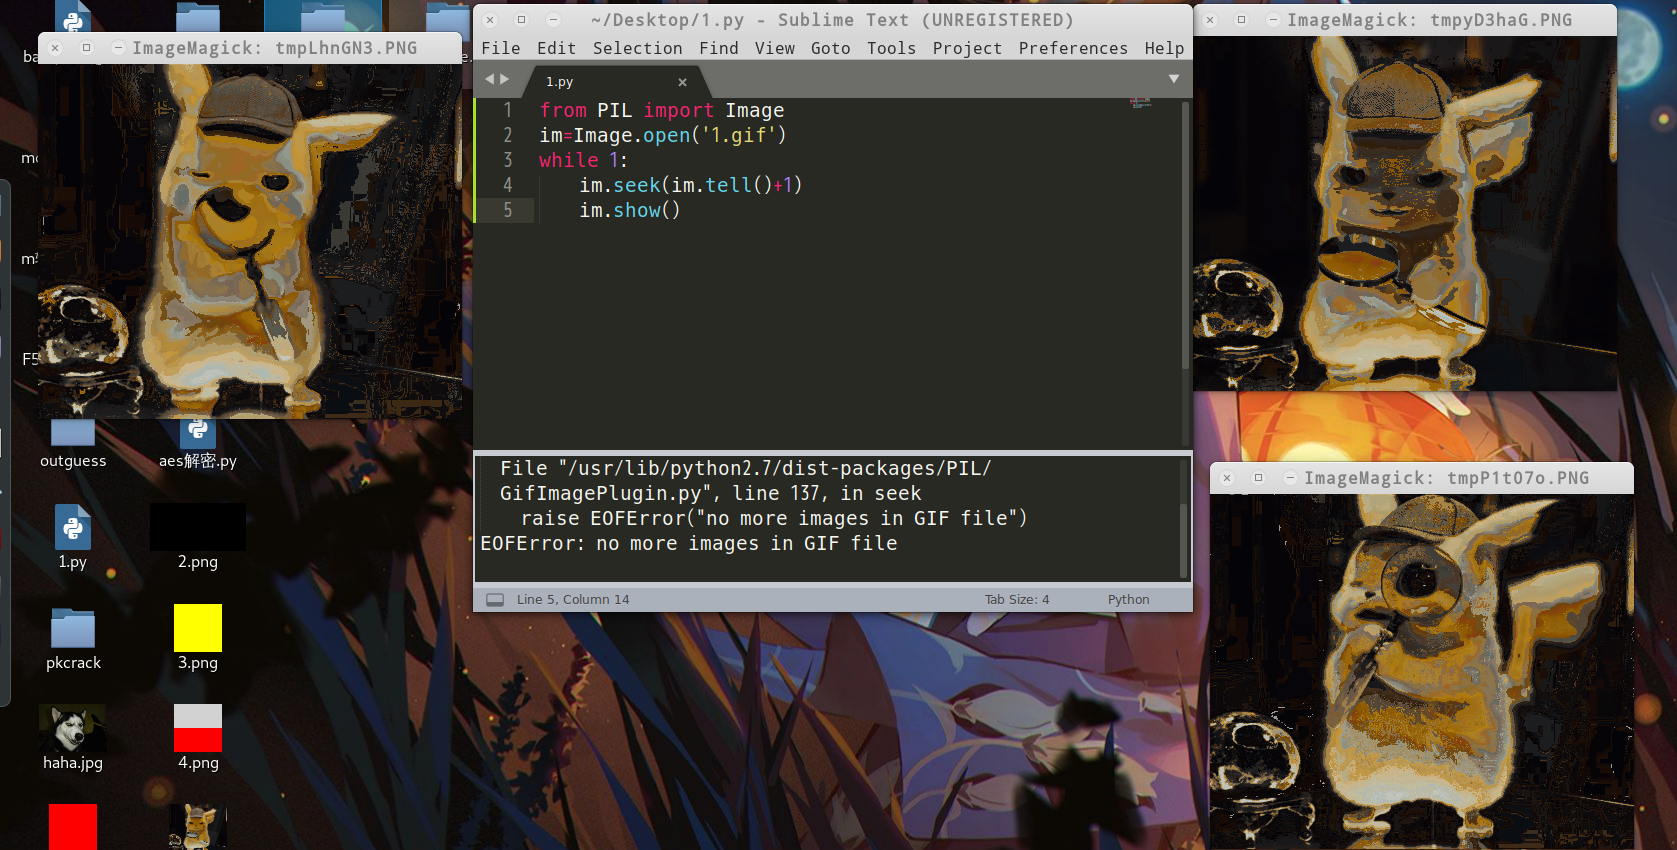 ImageMagick: tmpLhnGN3.PNG
~/Desktop/1.py - Sublime Text (UNREGISTERED)
File Edit Selection Find View Goto Tools Project Preferences Help
1.py
1 from PIL import Image
2 im=Image.open('1.gif')
3 while 1:
4 im.seek(im.tell()+1)
5 im.show()
File "/usr/lib/python2.7/dist-packages/PIL/
GifImagePlugin.py", line 137, in seek
raise EOFError("no more images in GIF file")
EOFError: no more images in GIF file
Line 5, Column 14 Tab Size: 4 Python
ImageMagick: tmpyD3haG.PNG
ImageMagick: tmpP1tO7o.PNG
outguess aes解密.py
1.py 2.png
pkcrack 3.png
haha.jpg 4.png